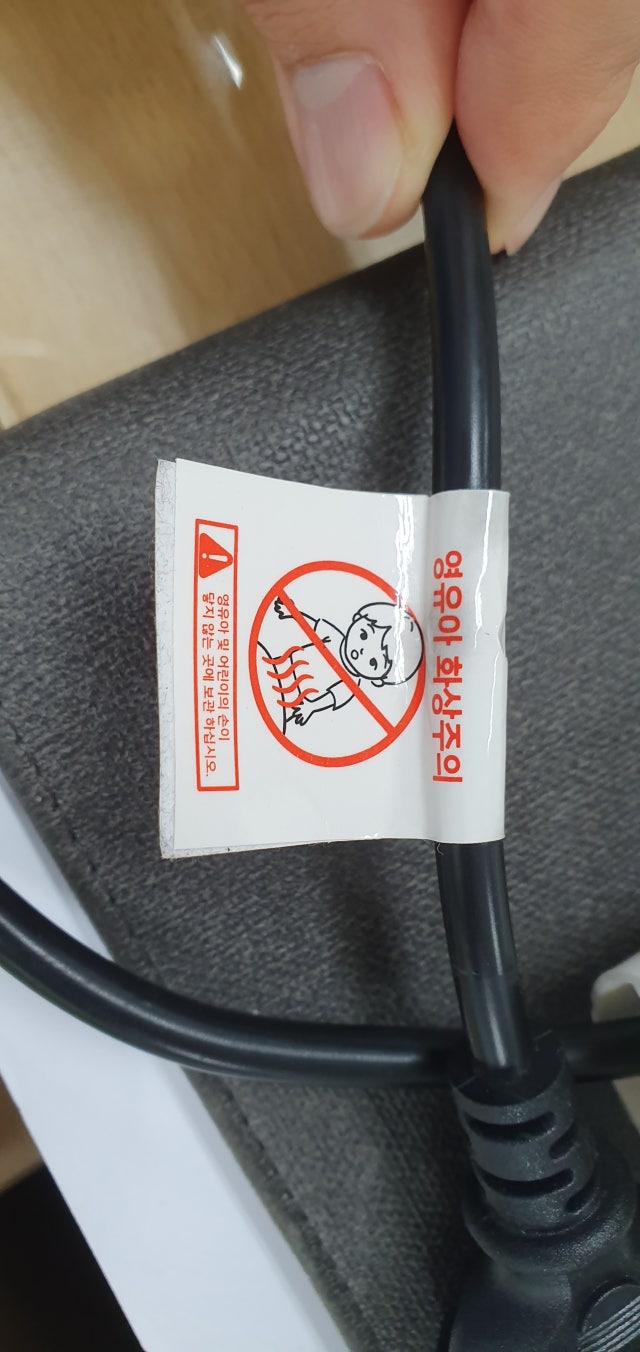 영유아 화상주의
영유아 및 어린이의 손이
닿지 않는 곳에 보관 하십시오.